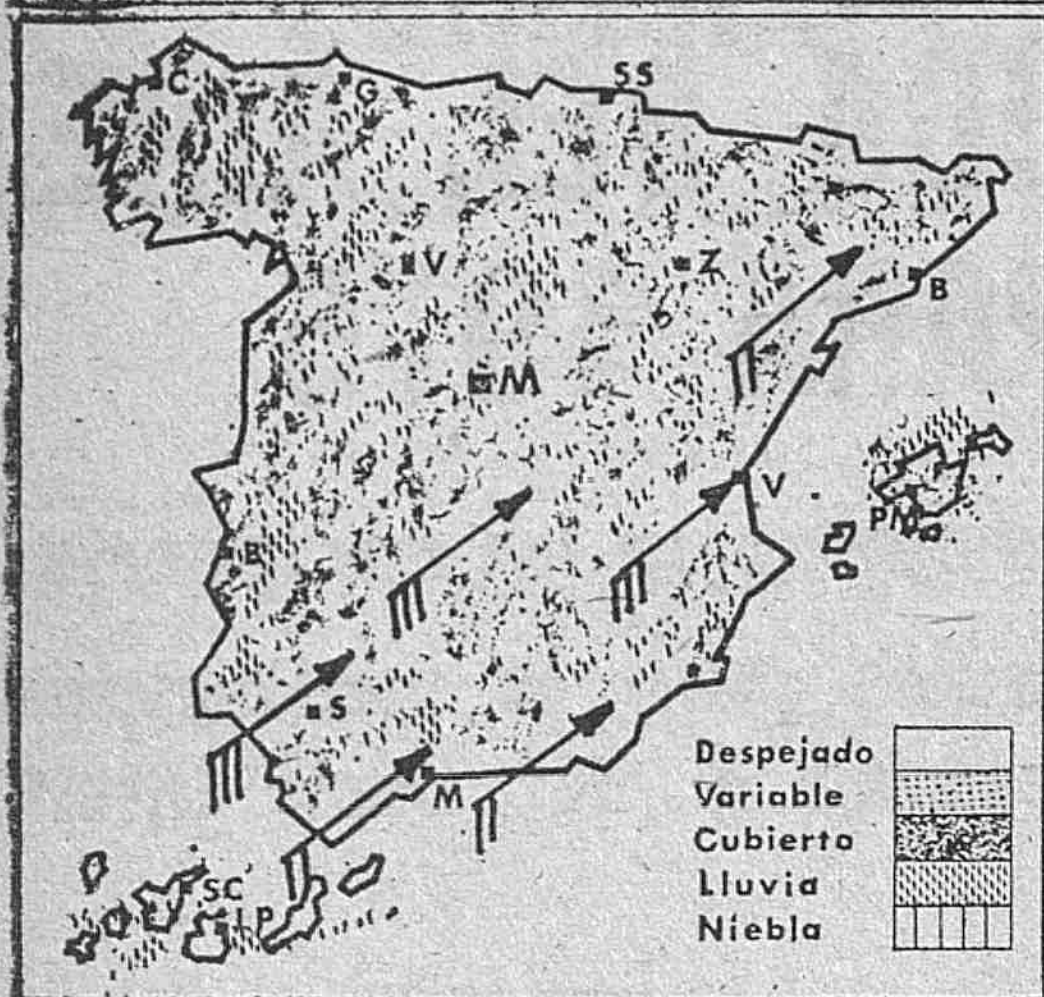 C
G
SS
V
Z
B
M
V
PM
B
S
M
SC
LP
Despejado
Variable
Cubierto
Lluvia
Niebla